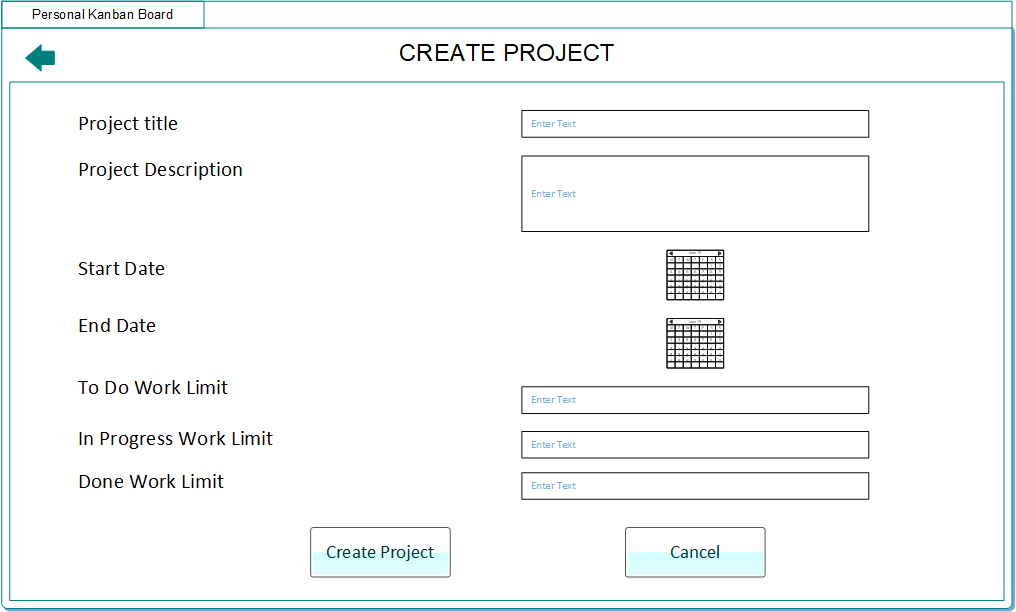 Personal Kanban Board
CREATE PROJECT
Project title
Enter Text
Project Description
Enter Text
Start Date
End Date
To Do Work Limit
Enter Text
In Progress Work Limit
Enter Text
Done Work Limit
Enter Text
Create Project
Cancel